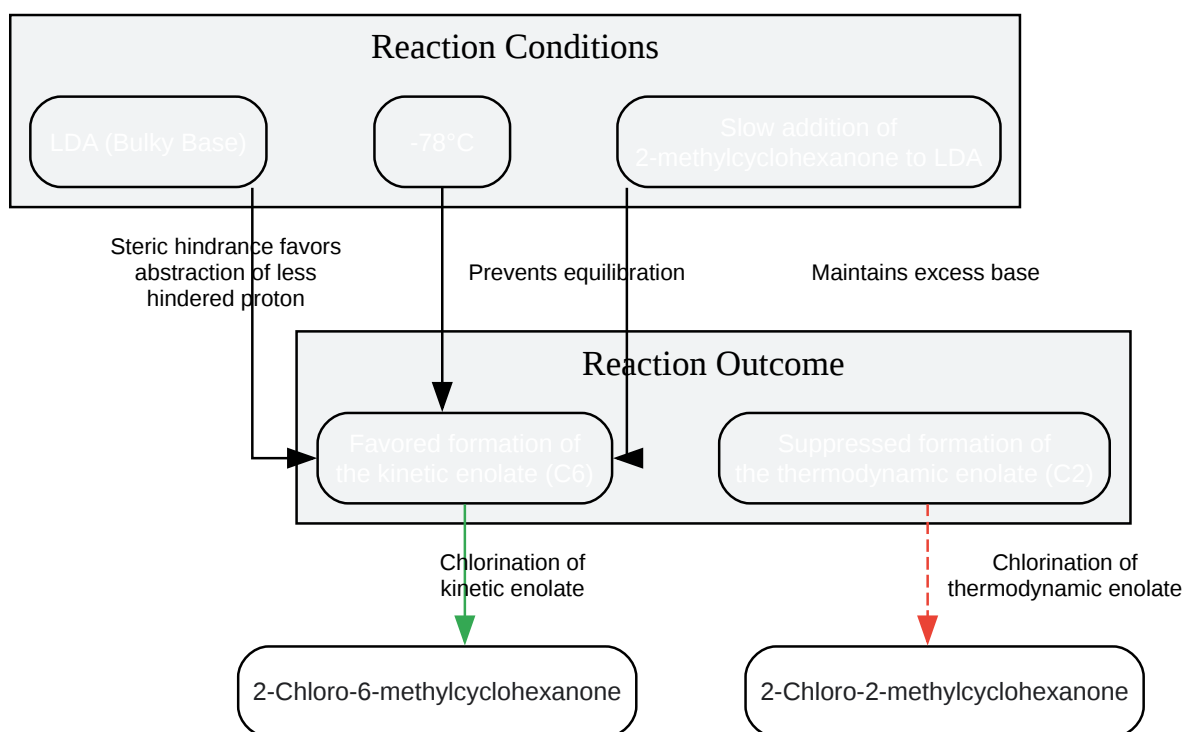 Reaction Conditions
LDA (Bulky Base)
-78°C
Slow addition of
2-methylcyclohexanone to LDA
Steric hindrance favors
abstraction of less
hindered proton
Prevents equilibration
Maintains excess base
Reaction Outcome
Favored formation of
the kinetic enolate (C6)
Suppressed formation of
the thermodynamic enolate (C2)
Chlorination of
kinetic enolate
Chlorination of
thermodynamic enolate
2-Chloro-6-methylcyclohexanone
2-Chloro-2-methylcyclohexanone